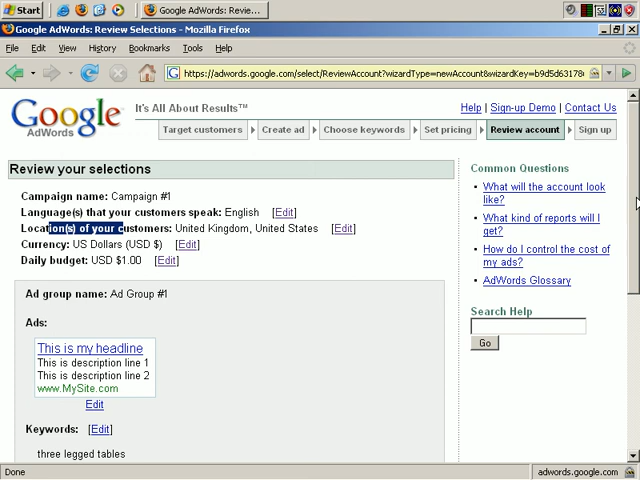 Start
Google AdWords: Revie...
Google AdWords: Review Selections - Mozilla Firefox
File Edit View History Bookmarks Tools Help
https://adwords.google.com/select/ReviewAccount?wizardType=newAccount&wizardKey=b9d5d63178
Google
AdWords
It's All About Results™
Help | Sign-up Demo | Contact Us
Target customers Create ad Choose keywords Set pricing Review account Sign up
Review your selections
Campaign name: Campaign #1
Language(s) that your customers speak: English [Edit]
Location(s) of your customers: United Kingdom, United States [Edit]
Currency: US Dollars (USD $) [Edit]
Daily budget: USD $1.00 [Edit]
Ad group name: Ad Group #1
Ads:
This is my headline
This is description line 1
This is description line 2
www.MySite.com
Edit
Keywords: [Edit]
three legged tables
Common Questions
What will the account look
like?
What kind of reports will I
get?
How do I control the cost of
my ads?
AdWords Glossary
Search Help
Go
Done
adwords.google.com